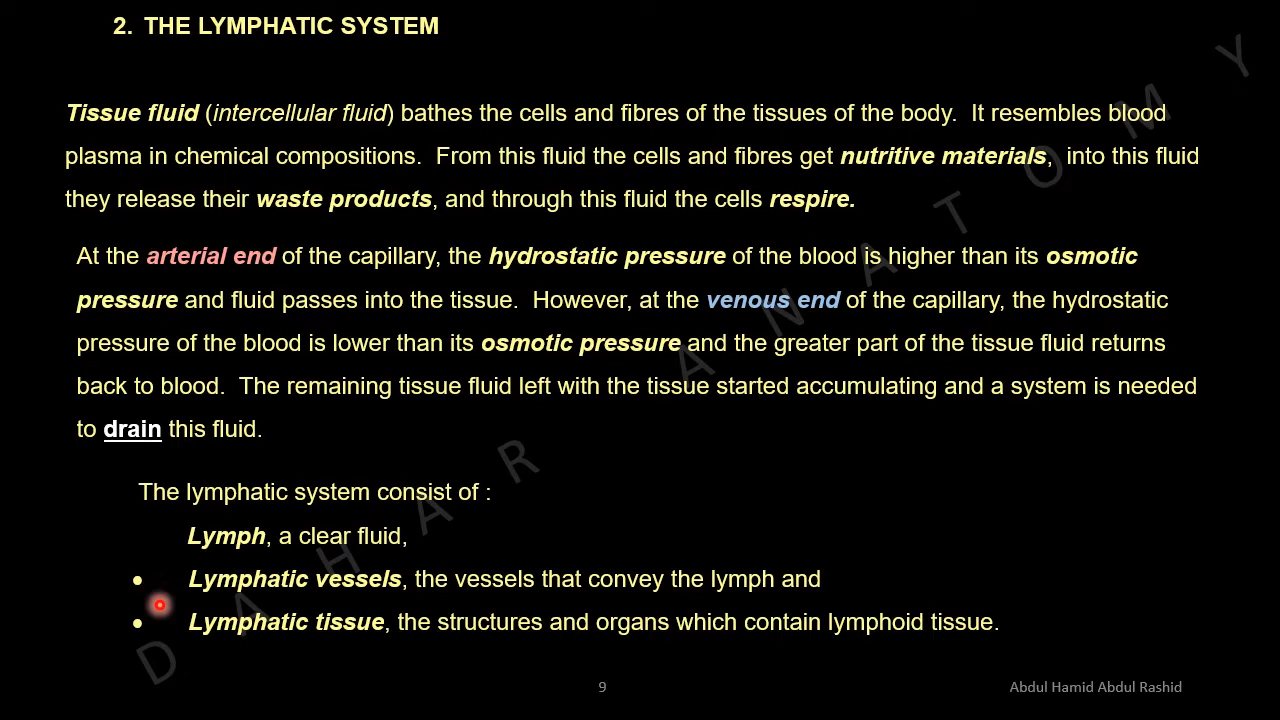 2. THE LYMPHATIC SYSTEM
Tissue fluid (intercellular fluid) bathes the cells and fibres of the tissues of the body. It resembles blood
plasma in chemical compositions. From this fluid the cells and fibres get nutritive materials, into this fluid
they release their waste products, and through this fluid the cells respire.
At the arterial end of the capillary, the hydrostatic pressure of the blood is higher than its osmotic
pressure and fluid passes into the tissue. However, at the venous end of the capillary, the hydrostatic
pressure of the blood is lower than its osmotic pressure and the greater part of the tissue fluid returns
back to blood. The remaining tissue fluid left with the tissue started accumulating and a system is needed
to drain this fluid.
The lymphatic system consist of :
Lymph, a clear fluid,
• Lymphatic vessels, the vessels that convey the lymph and
• Lymphatic tissue, the structures and organs which contain lymphoid tissue.
DAHAR ANATOMY
9
Abdul Hamid Abdul Rashid